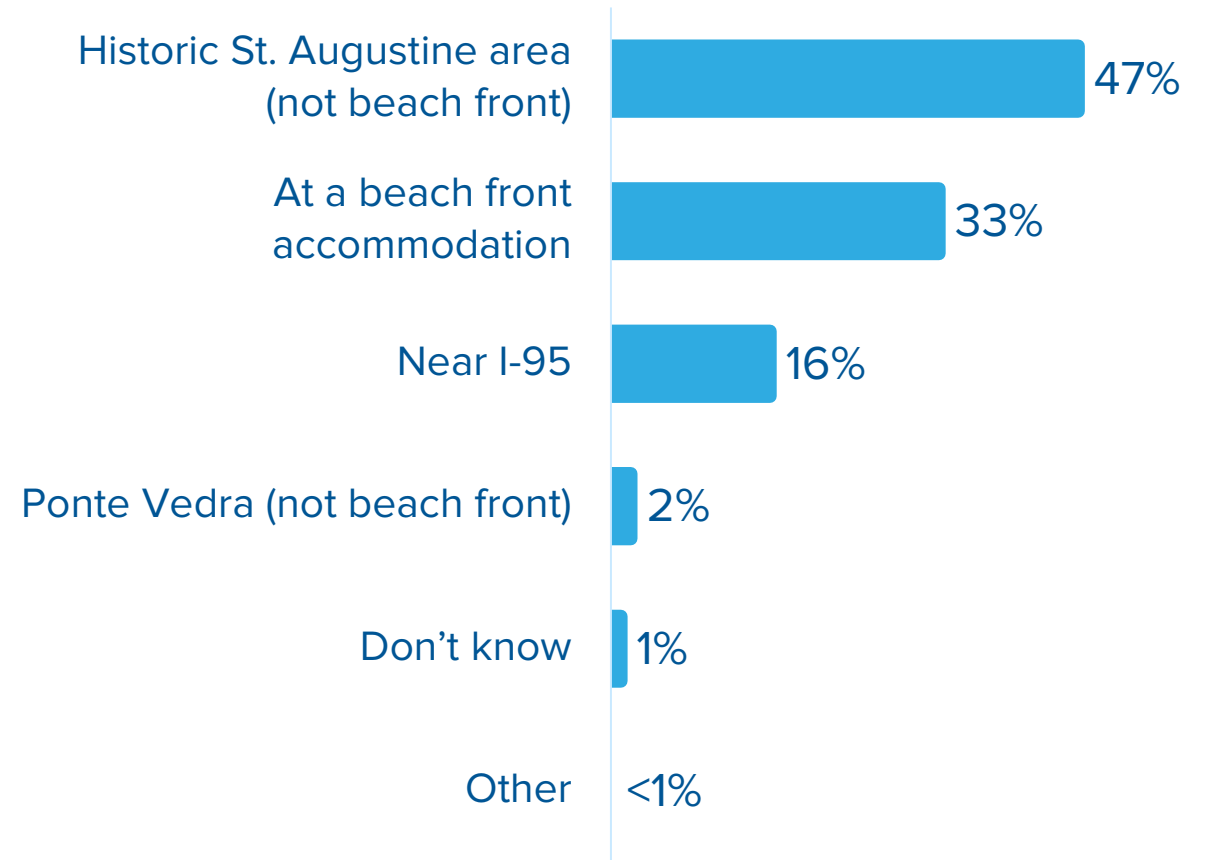 Historic St. Augustine area
(not beach front)
47%
At a beach front
accommodation
33%
Near I-95
16%
Ponte Vedra (not beach front)
2%
Don’t know
1%
Other
<1%